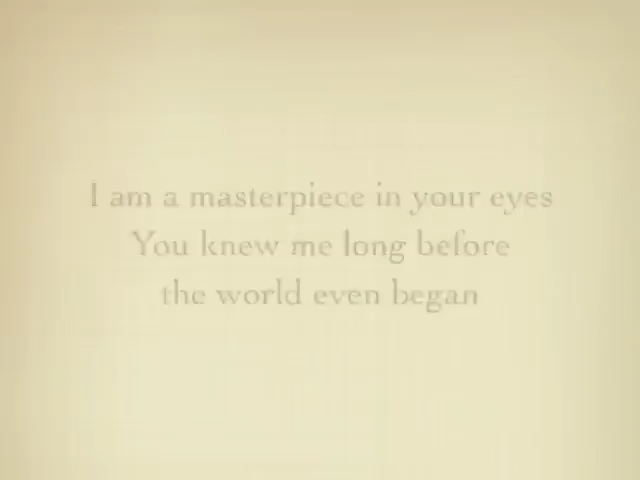 I am a masterpiece in your eyes
You knew me long before
the world even began